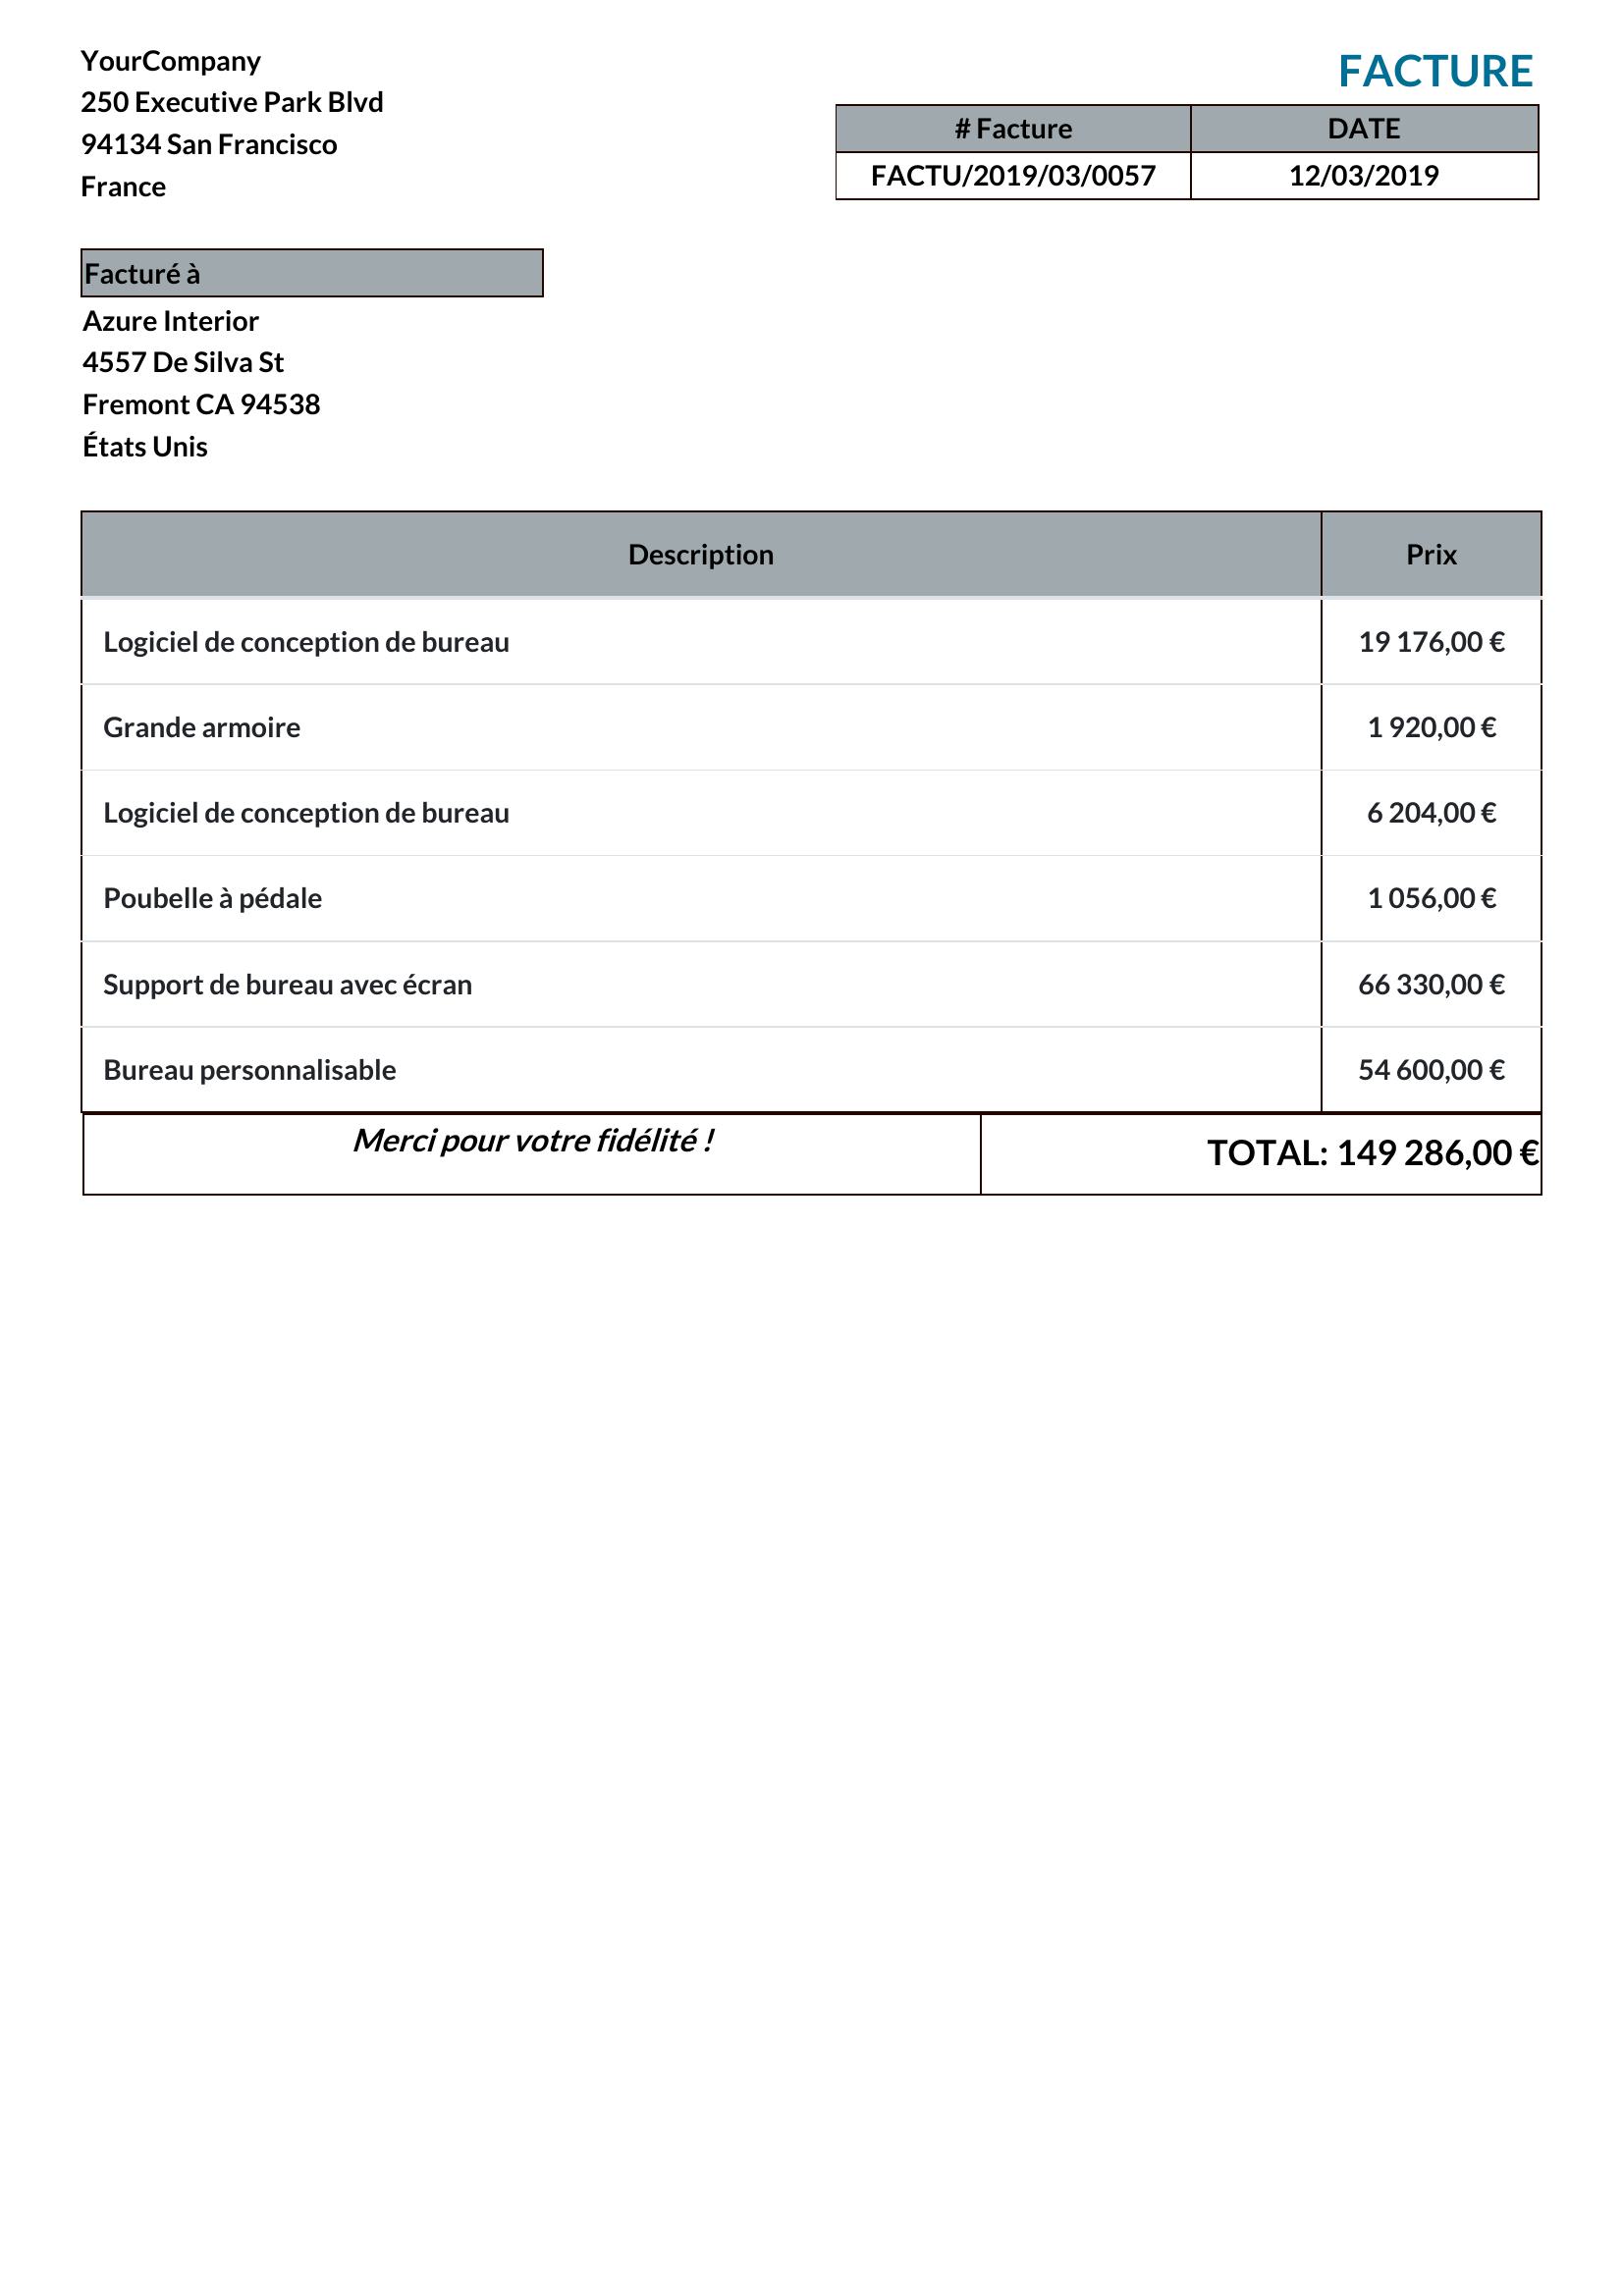 YourCompany
250 Executive Park Blvd
94134 San Francisco
France
FACTURE
# Facture DATE
FACTU/2019/03/0057 12/03/2019
Facturé à
Azure Interior
4557 De Silva St
Fremont CA 94538
États Unis
Description Prix
Logiciel de conception de bureau 19 176,00 €
Grande armoire 1 920,00 €
Logiciel de conception de bureau 6 204,00 €
Poubelle à pédale 1 056,00 €
Support de bureau avec écran 66 330,00 €
Bureau personnalisable 54 600,00 €
Merci pour votre fidélité !
TOTAL: 149 286,00 €